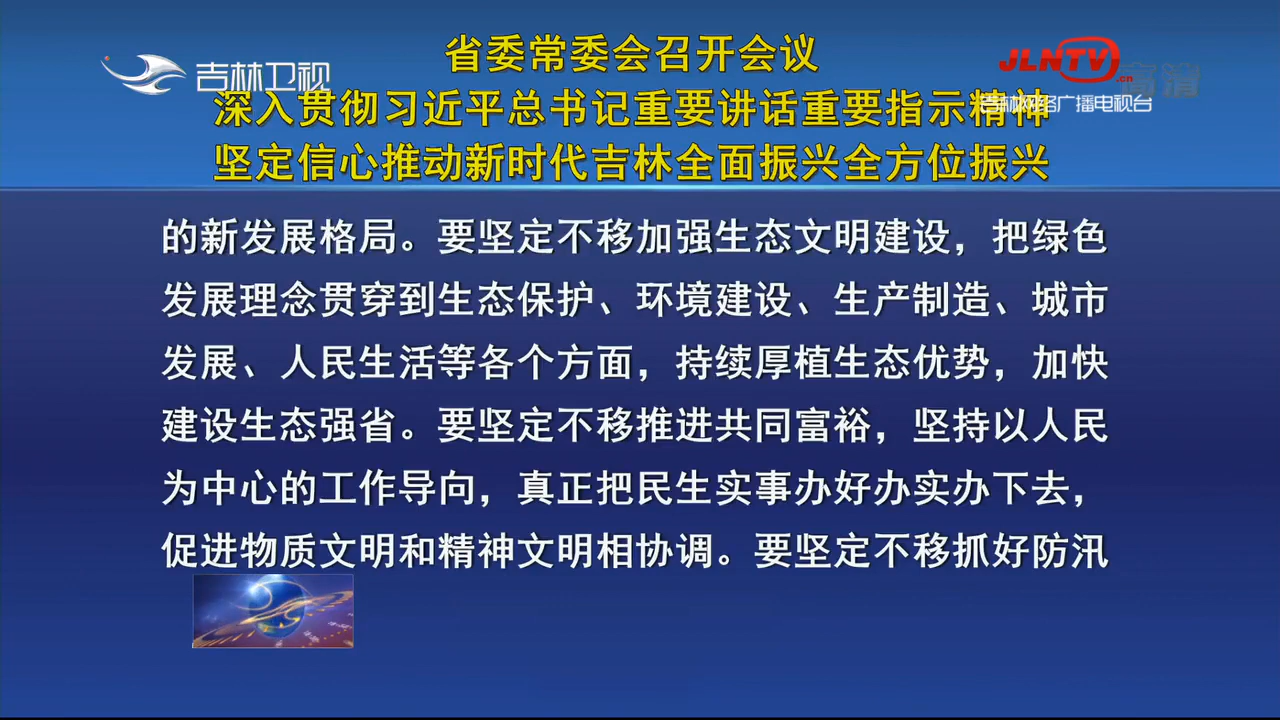 省委常委会召开会议
吉林卫视
JLNTV
.cn
高清
吉林网络广播电视台
深入贯彻习近平总书记重要讲话重要指示精神
坚定信心推动新时代吉林全面振兴全方位振兴
的新发展格局。要坚定不移加强生态文明建设，把绿色
发展理念贯穿到生态保护、环境建设、生产制造、城市
发展、人民生活等各个方面，持续厚植生态优势，加快
建设生态强省。要坚定不移推进共同富裕，坚持以人民
为中心的工作导向，真正把民生实事办好办实办下去，
促进物质文明和精神文明相协调。要坚定不移抓好防汛